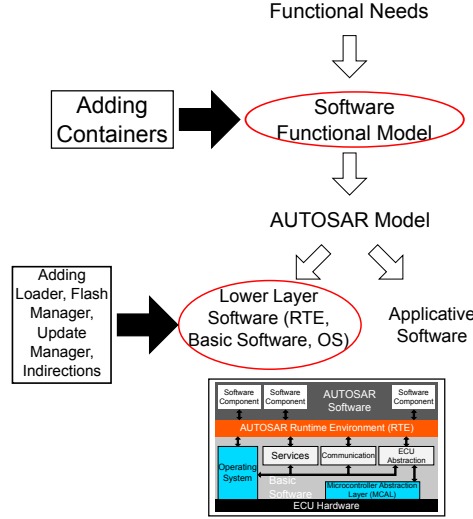 Functional Needs
Adding
Containers
Software
Functional Model
AUTOSAR Model
Adding
Loader, Flash
Manager,
Update
Manager,
Indirections
Lower Layer
Software (RTE,
Basic Software, OS)
Applicative
Software
Software
Component
Software
Component
AUTOSAR
Software
Software
Component
AUTOSAR Runtime Environment (RTE)
Operating
System
Services
Communication
ECU
Abstraction
Basic
Software
Microcontroller Abstraction
Layer (MCAL)
ECU Hardware